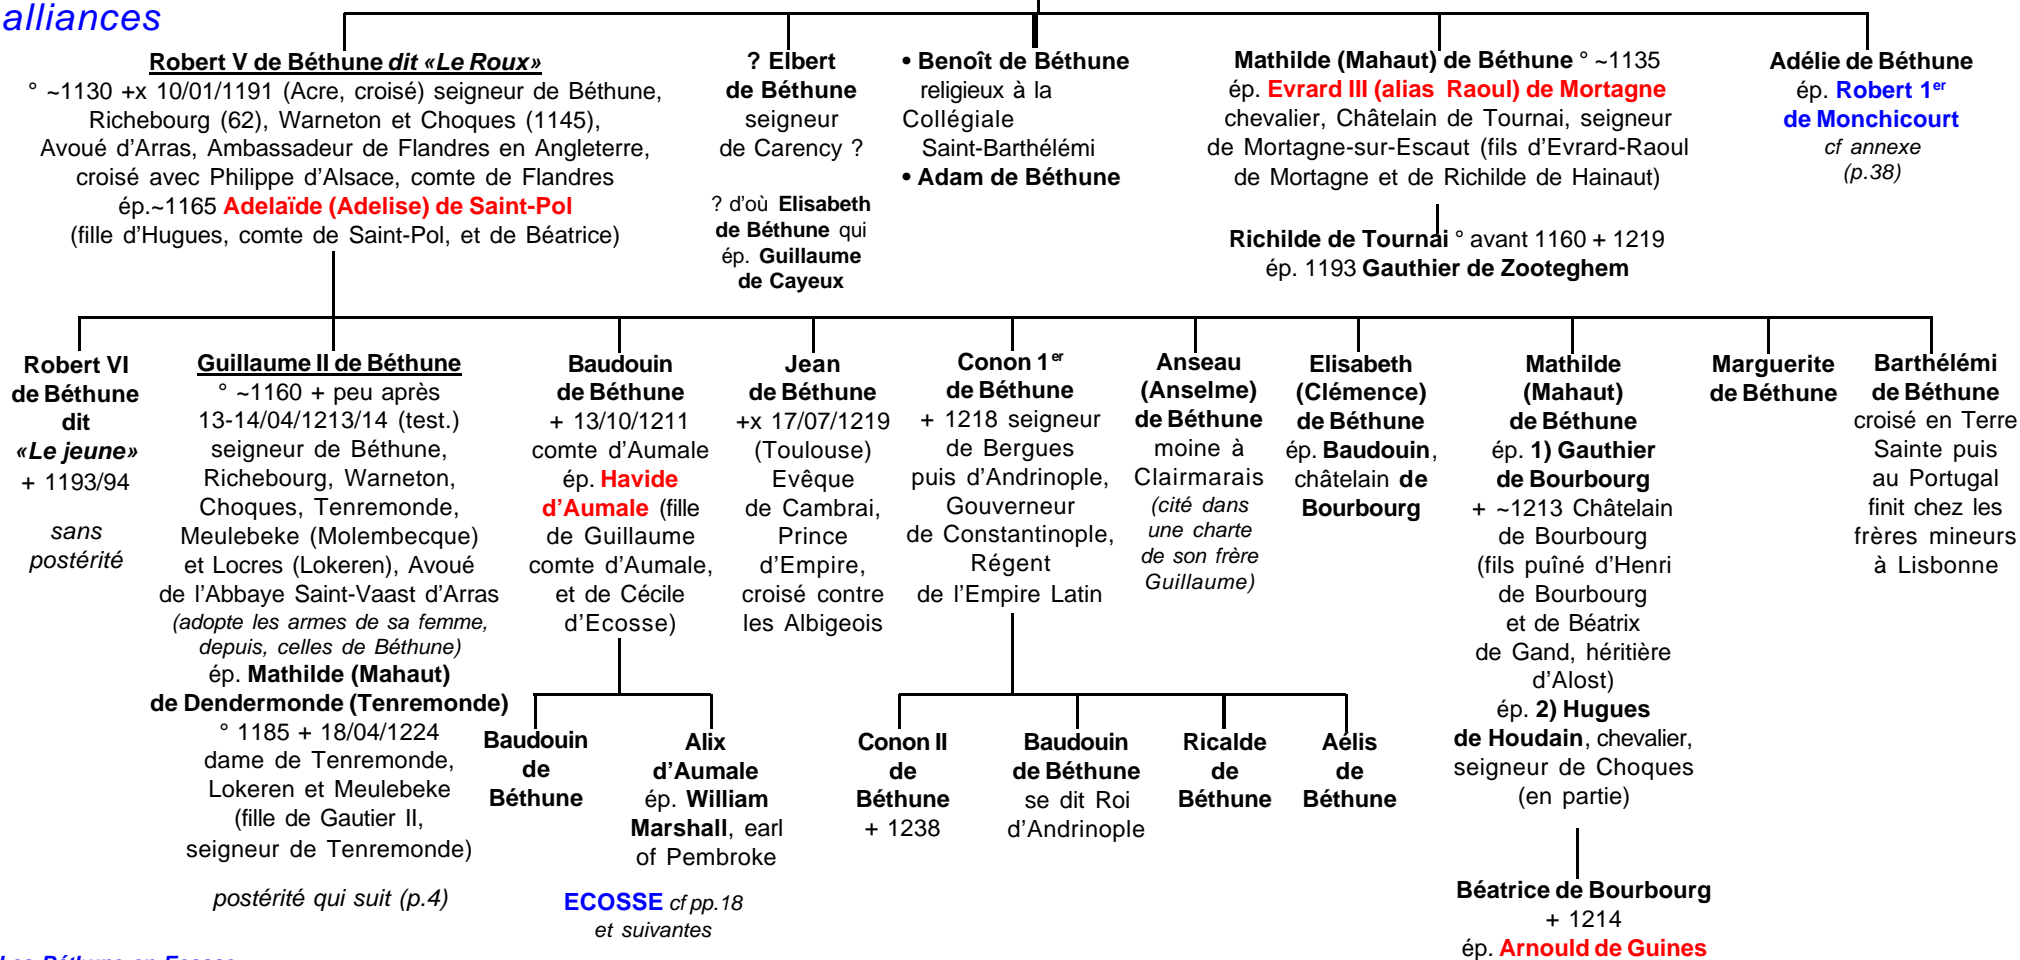 alliances
Robert V de Béthune dit «Le Roux»
° ~1130 +x 10/01/1191 (Acre, croisé) seigneur de Béthune,
Richebourg (62), Warneton et Choques (1145),
Avoué d'Arras, Ambassadeur de Flandres en Angleterre,
croisé avec Philippe d'Alsace, comte de Flandres
ép.~1165 Adelaïde (Adelise) de Saint-Pol
(fille d'Hugues, comte de Saint-Pol, et de Béatrice)
? Elbert
de Béthune
seigneur
de Carency ?
? d'où Elisabeth
de Béthune qui
ép. Guillaume
de Cayeux
• Benoît de Béthune
religieux à la
Collégiale
Saint-Barthélémi
• Adam de Béthune
Mathilde (Mahaut) de Béthune ° ~1135
ép. Evrard III (alias Raoul) de Mortagne
chevalier, Châtelain de Tournai, seigneur
de Mortagne-sur-Escaut (fils d'Evrard-Raoul
de Mortagne et de Richilde de Hainaut)
Richilde de Tournai ° avant 1160 + 1219
ép. 1193 Gauthier de Zooteghem
Adélie de Béthune
ép. Robert 1er
de Monchicourt
cf annexe
(p.38)
Robert VI
de Béthune
dit
«Le jeune»
+ 1193/94
sans
postérité
Guillaume II de Béthune
° ~1160 + peu après
13-14/04/1213/14 (test.)
seigneur de Béthune,
Richebourg, Warneton,
Choques, Tenremonde,
Meulebeke (Molembecque)
et Locres (Lokeren), Avoué
de l'Abbaye Saint-Vaast d'Arras
(adopte les armes de sa femme,
depuis, celles de Béthune)
ép. Mathilde (Mahaut)
de Dendermonde (Tenremonde)
° 1185 + 18/04/1224
dame de Tenremonde,
Lokeren et Meulebeke
(fille de Gautier II,
seigneur de Tenremonde)
postérité qui suit (p.4)
Baudouin
de Béthune
+ 13/10/1211
comte d'Aumale
ép. Havide
d'Aumale (fille
de Guillaume
comte d'Aumale,
et de Cécile
d'Ecosse)
Jean
de Béthune
+x 17/07/1219
(Toulouse)
Evêque
de Cambrai,
Prince
d'Empire,
croisé contre
les Albigeois
Conon 1er
de Béthune
+ 1218 seigneur
de Bergues
puis d'Andrinople,
Gouverneur
de Constantinople,
Régent
de l'Empire Latin
Anseau
(Anselme)
de Béthune
moine à
Clairmarais
(cité dans
une charte
de son frère
Guillaume)
Elisabeth
(Clémence)
de Béthune
ép. Baudouin,
châtelain de
Bourbourg
Mathilde
(Mahaut)
de Béthune
ép. 1) Gauthier
de Bourbourg
+ ~1213 Châtelain
de Bourbourg
(fils puîné d'Henri
de Bourbourg
et de Béatrix
de Gand, héritière
d'Alost)
ép. 2) Hugues
de Houdain, chevalier,
seigneur de Choques
(en partie)
Marguerite
de Béthune
Barthélémi
de Béthune
croisé en Terre
Sainte puis
au Portugal
finit chez les
frères mineurs
à Lisbonne
Baudouin
de
Béthune
Alix
d'Aumale
ép. William
Marshall, earl
of Pembroke
ECOSSE cf pp.18
et suivantes
Conon II
de
Béthune
+ 1238
Baudouin
de Béthune
se dit Roi
d'Andrinople
Ricalde
de
Béthune
Aélis
de
Béthune
Béatrice de Bourbourg
+ 1214
ép. Arnould de Guines
Les Béthune en Ecosse